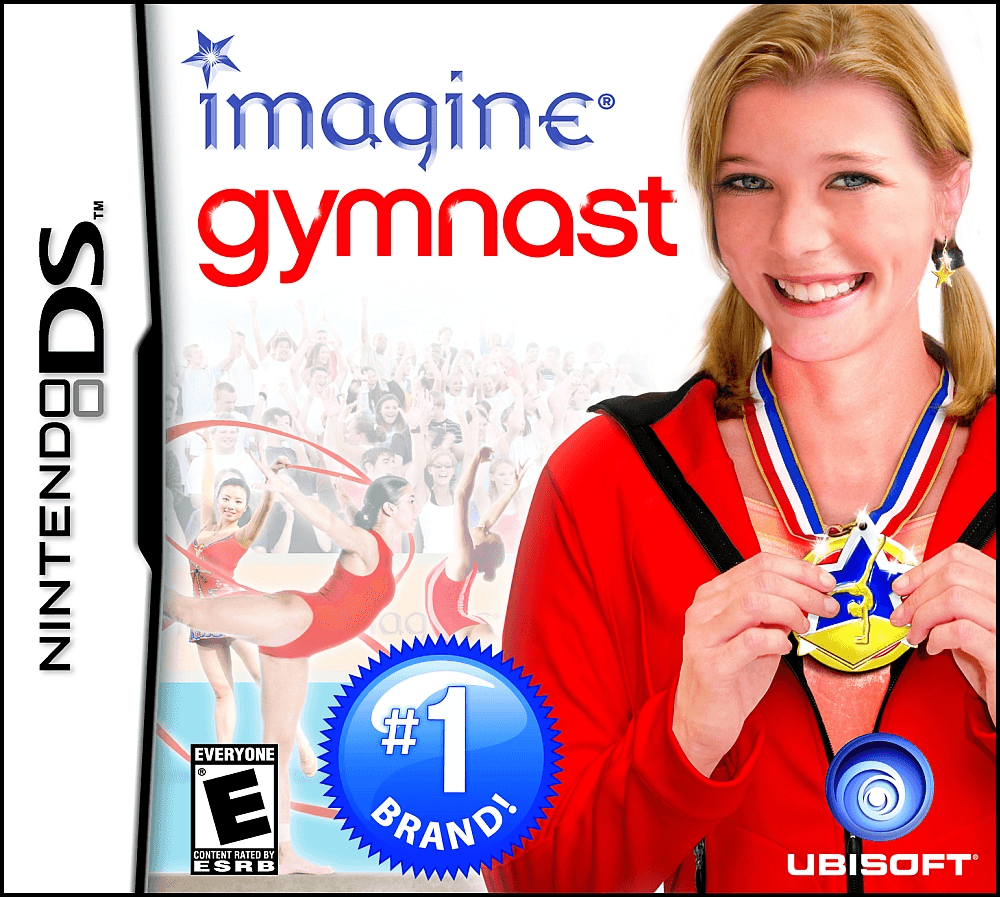 NINTENDO DS™
imagine®
gymnast
#1
BRAND!
EVERYONE
E®
CONTENT RATED BY
ESRB
UBISOFT®